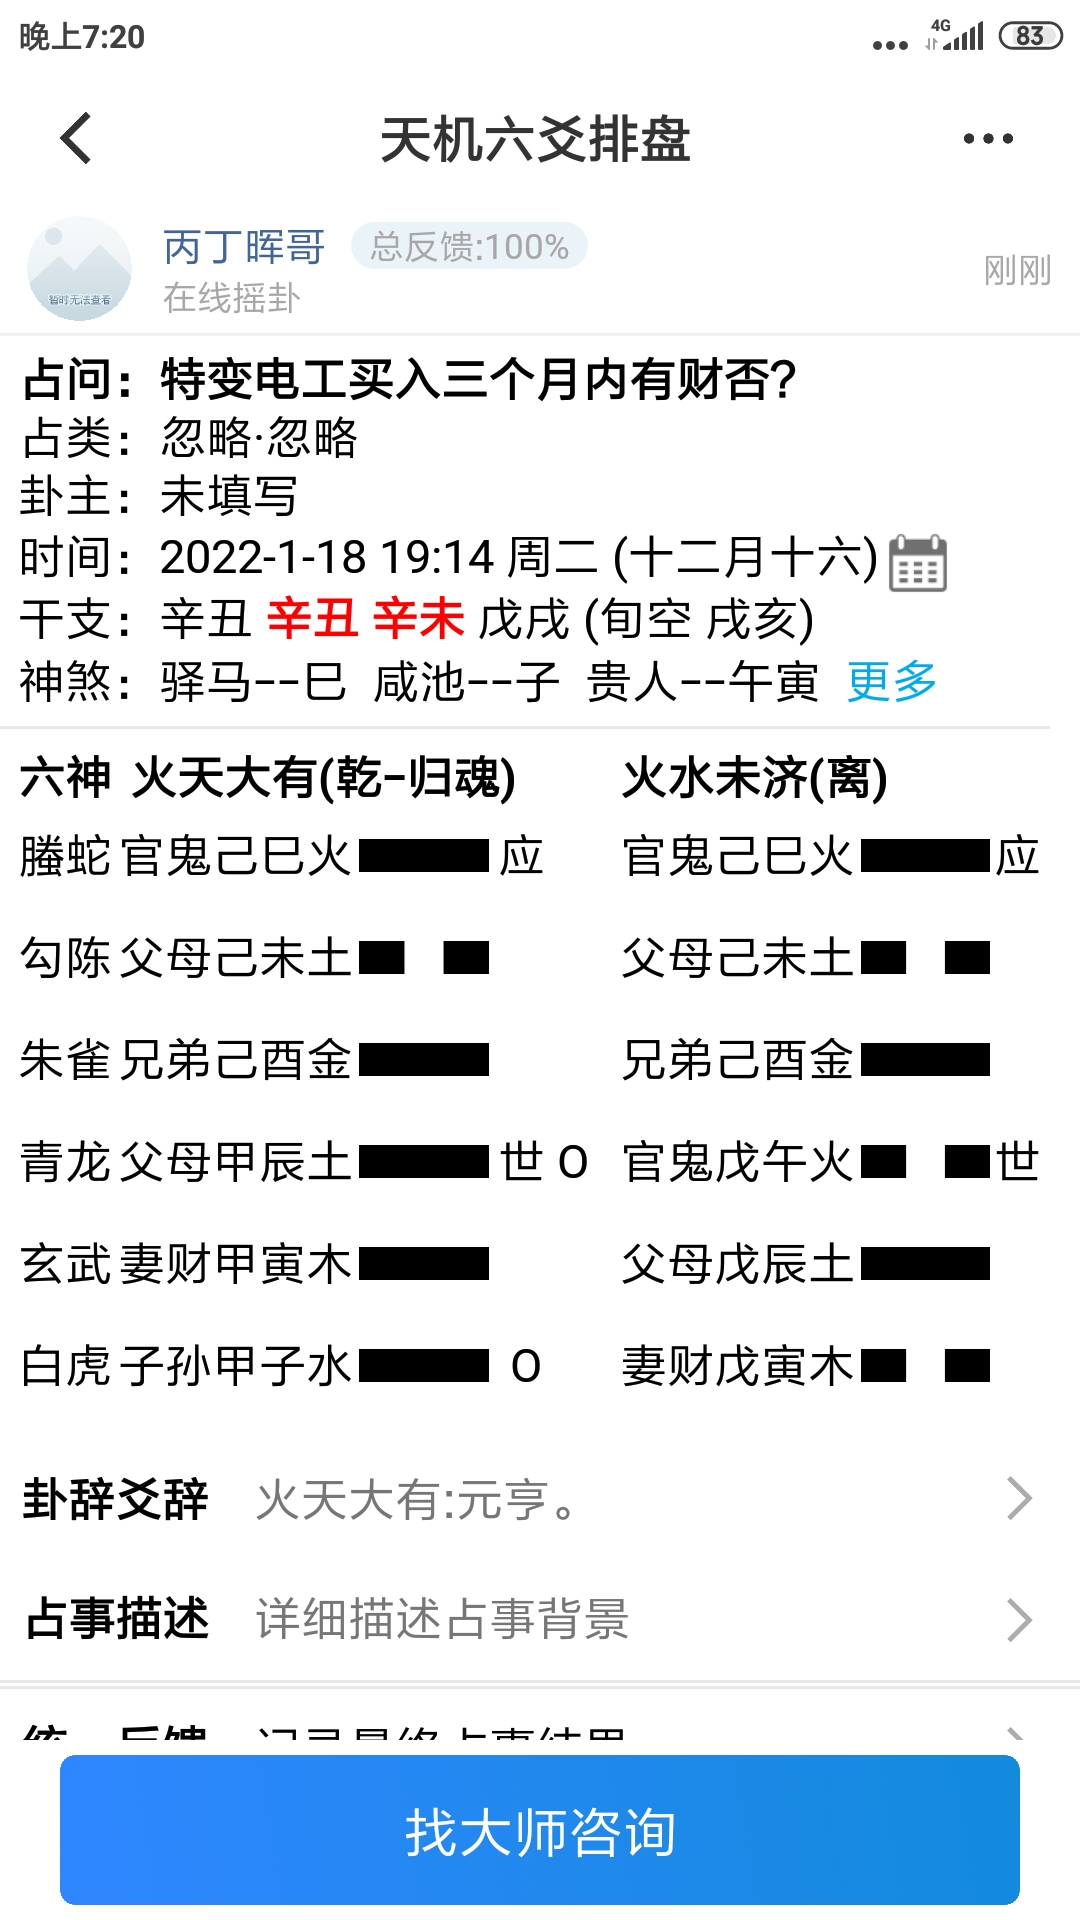 晚上7:20
4G
83
天机六爻排盘
丙丁晖哥 总反馈:100%
在线摇卦
刚刚
暂时无法查看
占问：特变电工买入三个月内有财否?
占类：忽略·忽略
卦主：未填写
时间：2022-1-18 19:14 周二 (十二月十六)
干支：辛丑 辛丑 辛未 戊戌 (旬空 戌亥)
神煞：驿马--巳 咸池--子 贵人--午寅 更多
六神 火天大有(乾-归魂) 火水未济(离)
螣蛇 官鬼己巳火 应 官鬼己巳火 应
勾陈 父母己未土 父母己未土
朱雀 兄弟己酉金 兄弟己酉金
青龙 父母甲辰土 世 O 官鬼戊午火 世
玄武 妻财甲寅木 父母戊辰土
白虎 子孙甲子水 O 妻财戊寅木
卦辞爻辞 火天大有:元亨。
占事描述 详细描述占事背景
找大师咨询